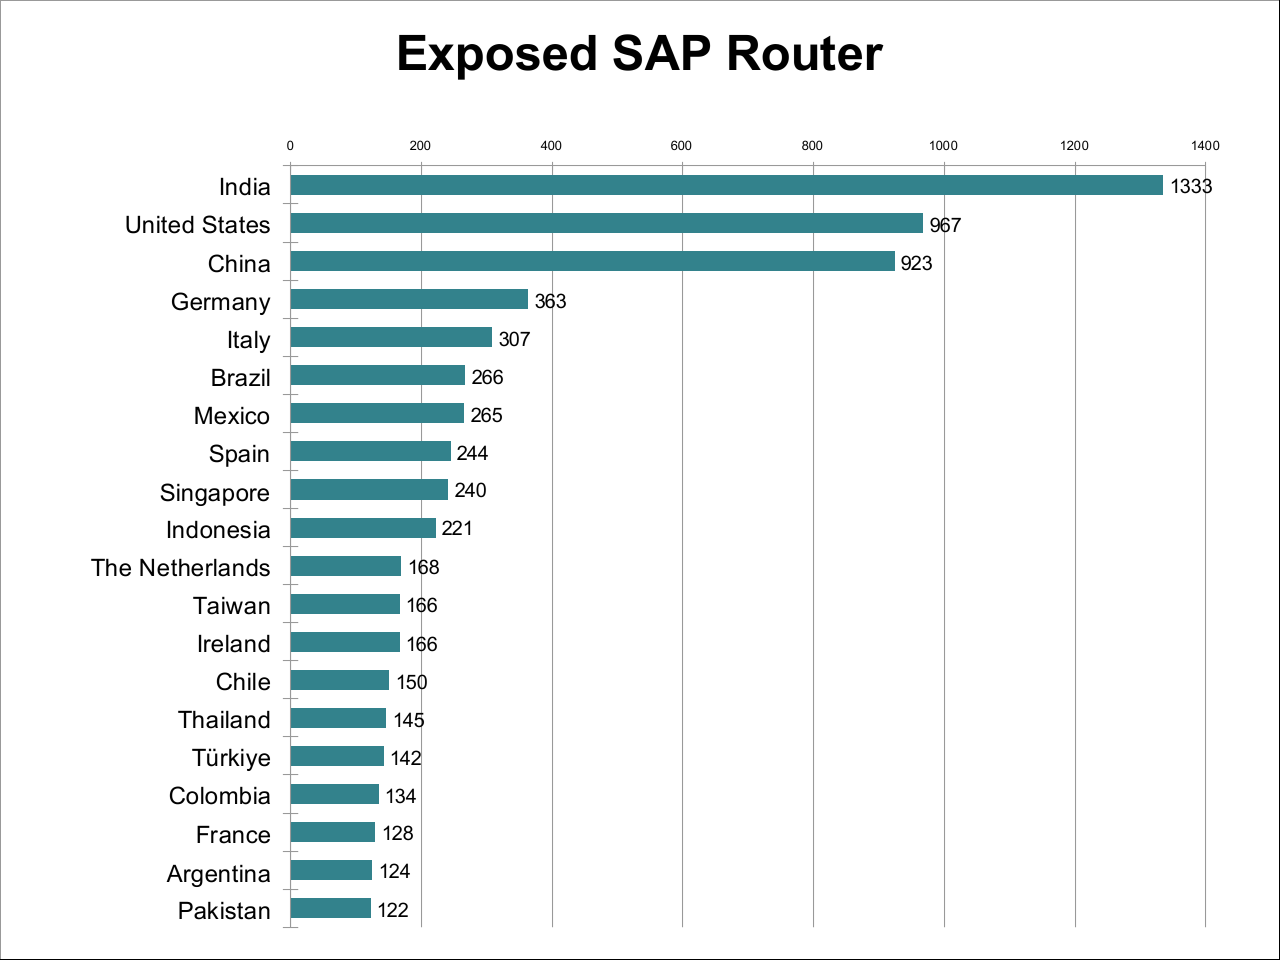 Exposed SAP Router
0 200 400 600 800 1000 1200 1400
India 1333
United States 967
China 923
Germany 363
Italy 307
Brazil 266
Mexico 265
Spain 244
Singapore 240
Indonesia 221
The Netherlands 168
Taiwan 166
Ireland 166
Chile 150
Thailand 145
Türkiye 142
Colombia 134
France 128
Argentina 124
Pakistan 122